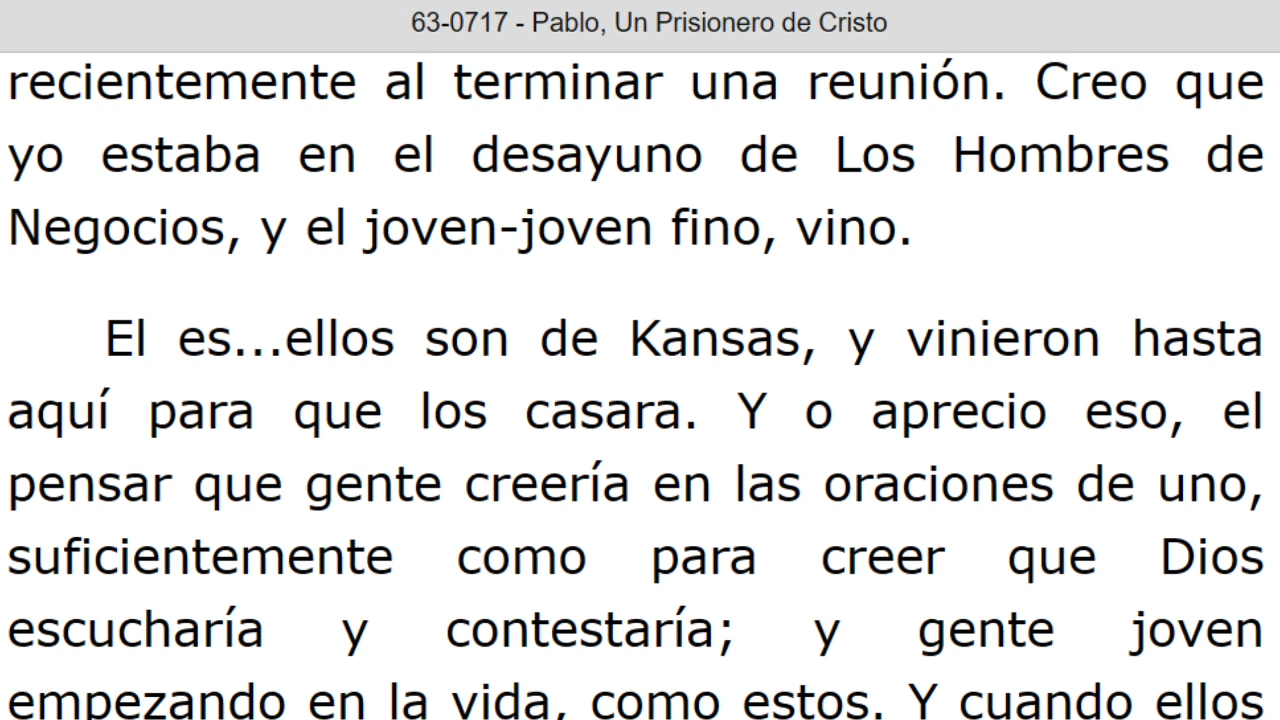 63-0717 - Pablo, Un Prisionero de Cristo
recientemente al terminar una reunión. Creo que
yo estaba en el desayuno de Los Hombres de
Negocios, y el joven-joven fino, vino.
El es...ellos son de Kansas, y vinieron hasta
aquí para que los casara. Y o aprecio eso, el
pensar que gente creería en las oraciones de uno,
suficientemente como para creer que Dios
escucharía y contestaría; y gente joven
empezando en la vida, como estos. Y cuando ellos